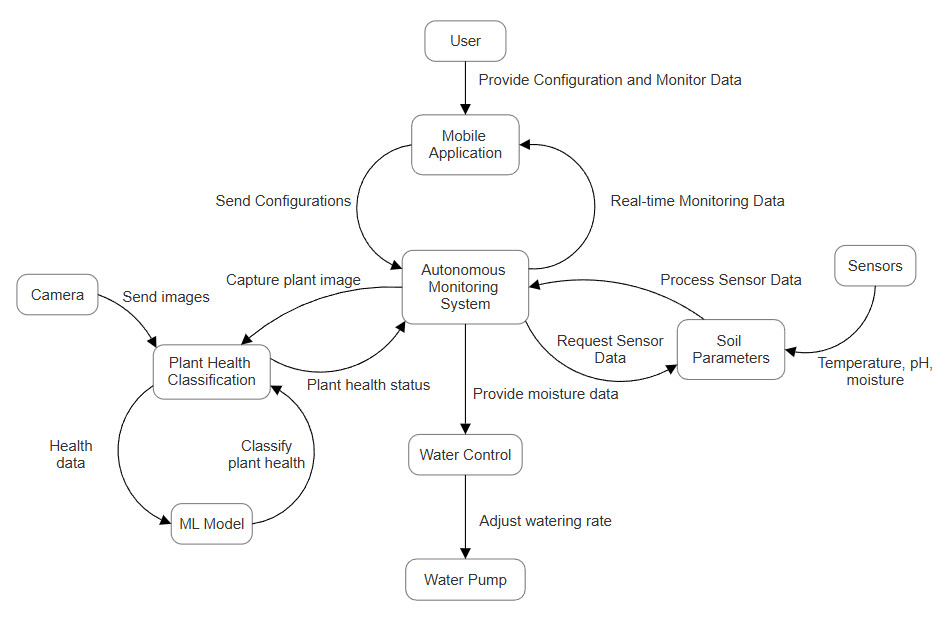 User
Provide Configuration and Monitor Data
Mobile
Application
Send Configurations
Real-time Monitoring Data
Autonomous
Monitoring
System
Capture plant image
Process Sensor Data
Sensors
Camera
Send images
Request Sensor
Data
Soil
Parameters
Temperature, pH,
moisture
Plant Health
Classification
Plant health status
Provide moisture data
Health
data
Classify
plant health
Water Control
ML Model
Adjust watering rate
Water Pump